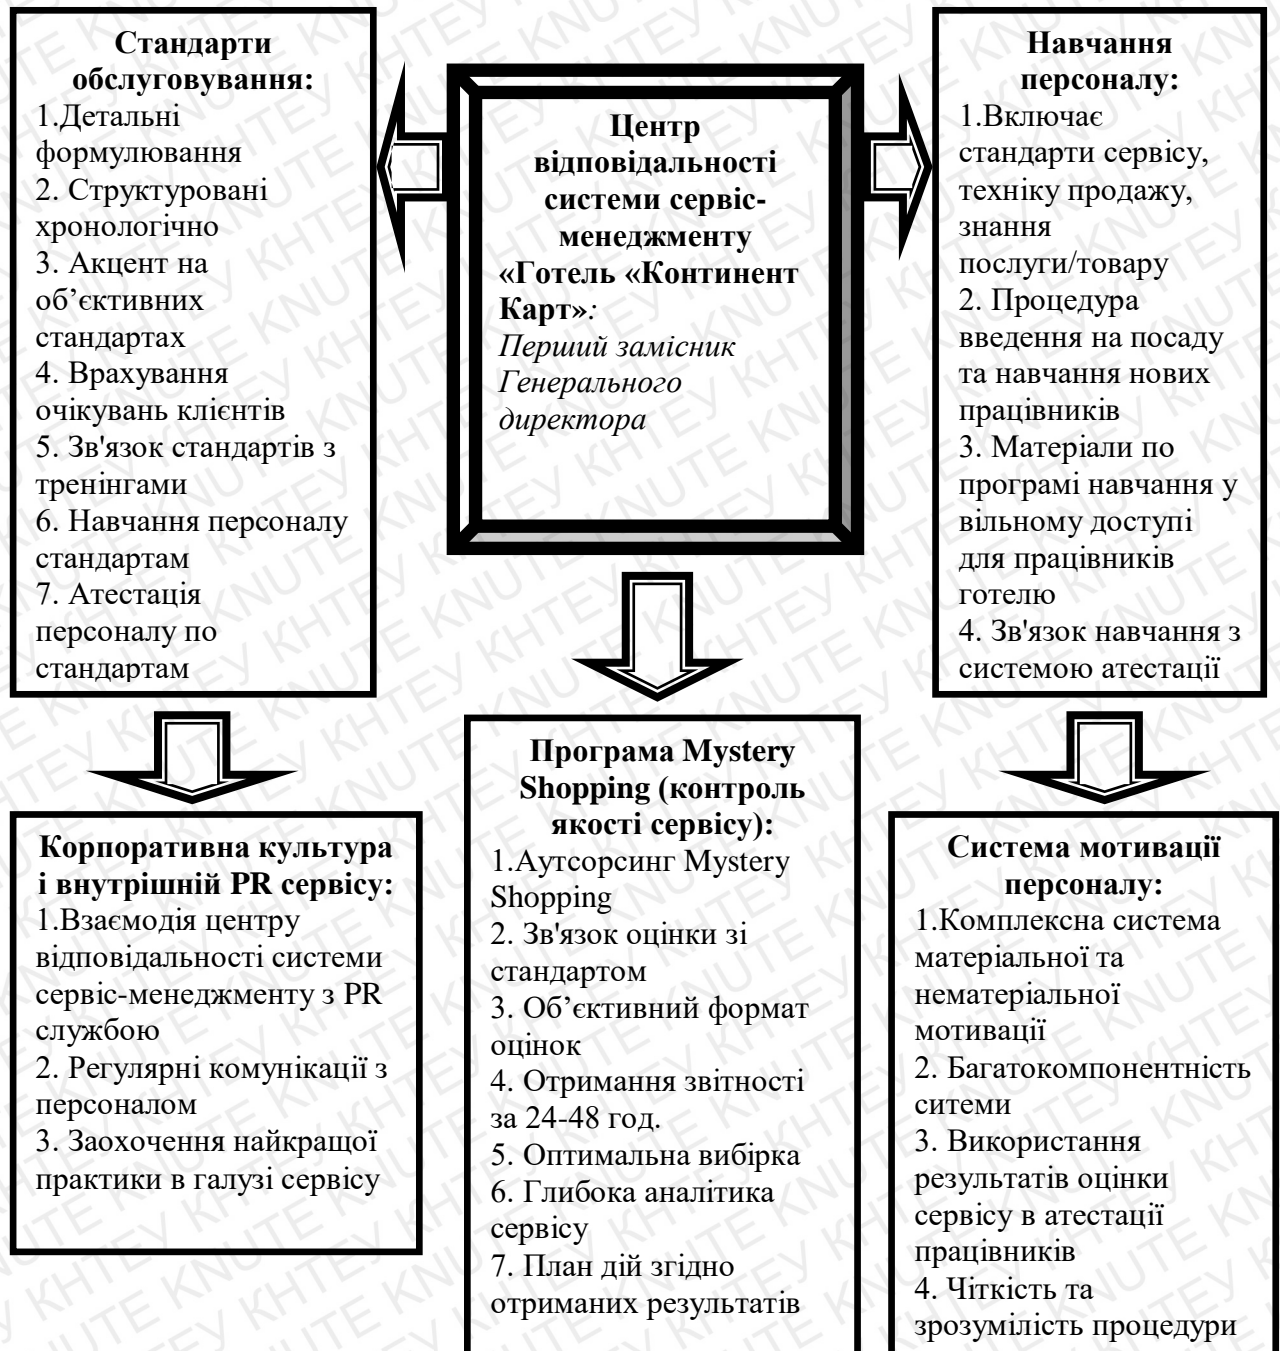 Стандарти
обслуговування:
1.Детальні
формулювання
2. Структуровані
хронологічно
3. Акцент на
об’єктивних
стандартах
4. Врахування
очікувань клієнтів
5. Зв'язок стандартів з
тренінгами
6. Навчання персоналу
стандартам
7. Атестація
персоналу по
стандартам
Центр
відповідальності
системи сервіс-
менеджменту
«Готель «Континент
Карт»:
Перший замісник
Генерального
директора
Навчання
персоналу:
1.Включає
стандарти сервісу,
техніку продажу,
знання
послуги/товару
2. Процедура
введення на посаду
та навчання нових
працівників
3. Матеріали по
програмі навчання у
вільному доступі
для працівників
готелю
4. Зв'язок навчання з
системою атестації
Корпоративна культура
і внутрішній PR сервісу:
1.Взаємодія центру
відповідальності системи
сервіс-менеджменту з PR
службою
2. Регулярні комунікації з
персоналом
3. Заохочення найкращої
практики в галузі сервісу
Програма Mystery
Shopping (контроль
якості сервісу):
1.Аутсорсинг Mystery
Shopping
2. Зв'язок оцінки зі
стандартом
3. Об’єктивний формат
оцінок
4. Отримання звітності
за 24-48 год.
5. Оптимальна вибірка
6. Глибока аналітика
сервісу
7. План дій згідно
отриманих результатів
Система мотивації
персоналу:
1.Комплексна система
матеріальної та
нематеріальної
мотивації
2. Багатокомпонентність
ситеми
3. Використання
результатів оцінки
сервісу в атестації
працівників
4. Чіткість та
зрозумілість процедури